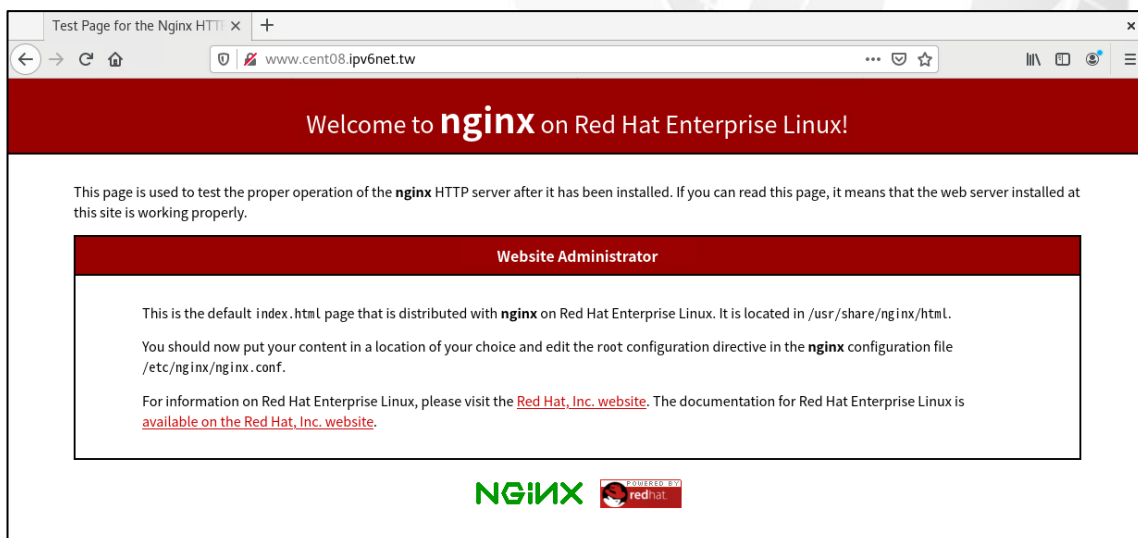 Test Page for the Nginx HTT
www.cent08.ipv6net.tw
Welcome to nginx on Red Hat Enterprise Linux!
This page is used to test the proper operation of the nginx HTTP server after it has been installed. If you can read this page, it means that the web server installed at
this site is working properly.
Website Administrator
This is the default index.html page that is distributed with nginx on Red Hat Enterprise Linux. It is located in /usr/share/nginx/html.
You should now put your content in a location of your choice and edit the root configuration directive in the nginx configuration file
/etc/nginx/nginx.conf.
For information on Red Hat Enterprise Linux, please visit the Red Hat, Inc. website. The documentation for Red Hat Enterprise Linux is
available on the Red Hat, Inc. website.
NGINX
POWERED BY
redhat